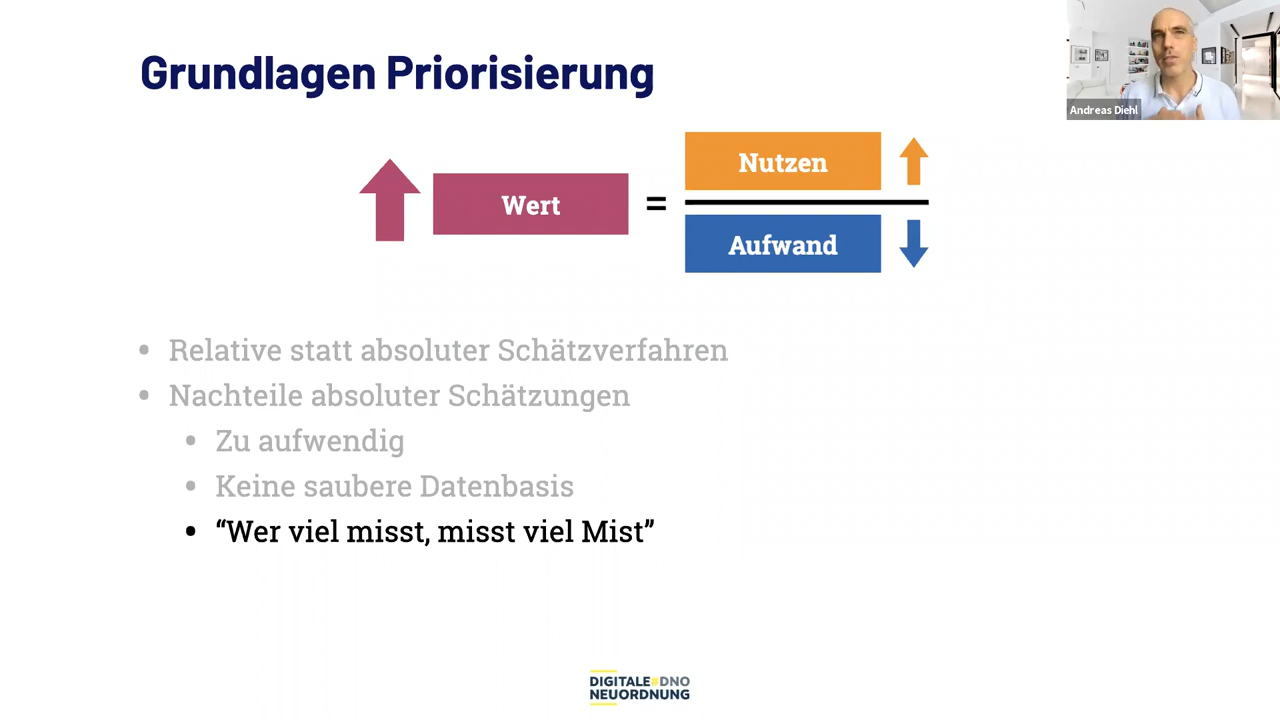 Grundlagen Priorisierung
Andreas Diehl
Wert
=
Nutzen
Aufwand
• Relative statt absoluter Schätzverfahren
• Nachteile absoluter Schätzungen
• Zu aufwendig
• Keine saubere Datenbasis
• “Wer viel misst, misst viel Mist”
DIGITALE#DNO
NEUORDNUNG